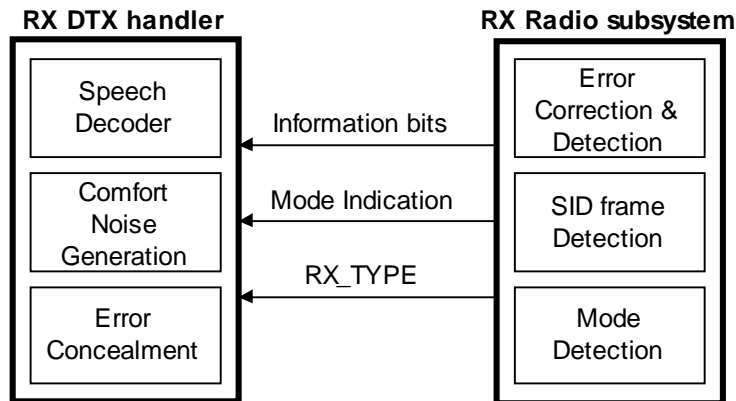 RX DTX handler
Speech
Decoder
Comfort
Noise
Generation
Error
Concealment
Information bits
Mode Indication
RX_TYPE
RX Radio subsystem
Error
Correction &
Detection
SID frame
Detection
Mode
Detection